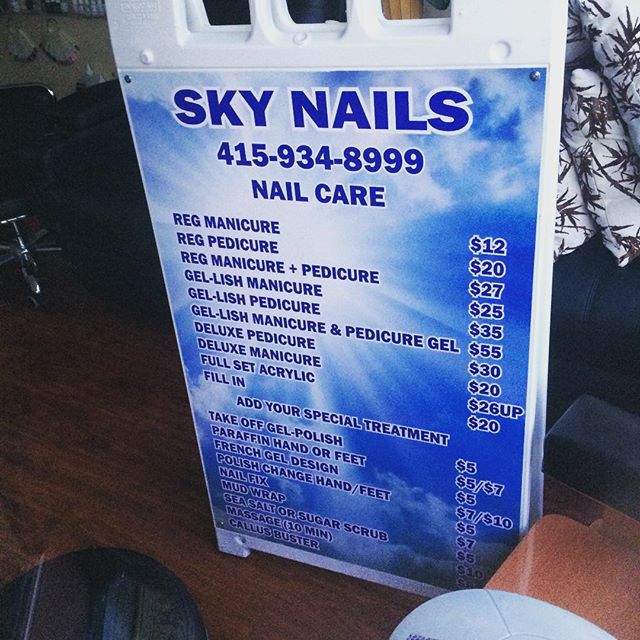 SKY NAILS
415-934-8999
NAIL CARE
REG MANICURE $12
REG PEDICURE $20
REG MANICURE + PEDICURE $27
GEL-LISH MANICURE $25
GEL-LISH PEDICURE $35
GEL-LISH MANICURE & PEDICURE GEL $55
DELUXE PEDICURE $30
DELUXE MANICURE $20
FULL SET ACRYLIC $26UP
FILL IN $20
ADD YOUR SPECIAL TREATMENT
TAKE OFF GEL-POLISH $5
PARAFFIN HAND OR FEET $5/$7
FRENCH GEL DESIGN $5
POLISH CHANGE HAND/FEET $7/$10
NAIL FIX $5
MUD WRAP $7
SEA SALT OR SUGAR SCRUB
MASSAGE (10 MIN) $10
CALLUS BUSTER